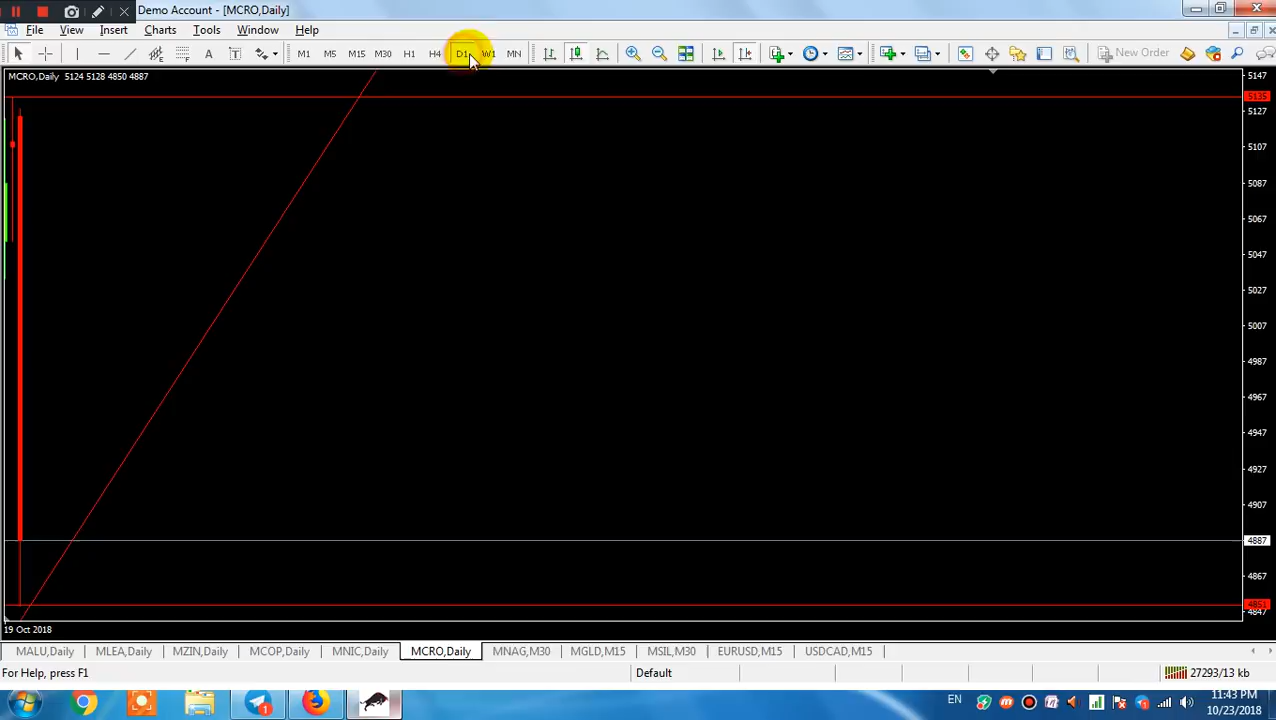 Demo Account - [MCRO,Daily]
File View Insert Charts Tools Window Help
A T M1 M5 M15 M30 H1 H4 D1 W1 MN New Order
MCRO,Daily 5124 5128 4850 4887
5147
5135
5127
5107
5087
5067
5047
5027
5007
4987
4967
4947
4927
4907
4887
4867
4851
4847
19 Oct 2018
MALU,Daily MLEA,Daily MZIN,Daily MCOP,Daily MNIC,Daily MCRO,Daily MNAG,M30 MGLD,M15 MSIL,M30 EURUSD,M15 USDCAD,M15
For Help, press F1 Default 27293/13 kb
EN 11:43 PM
10/23/2018